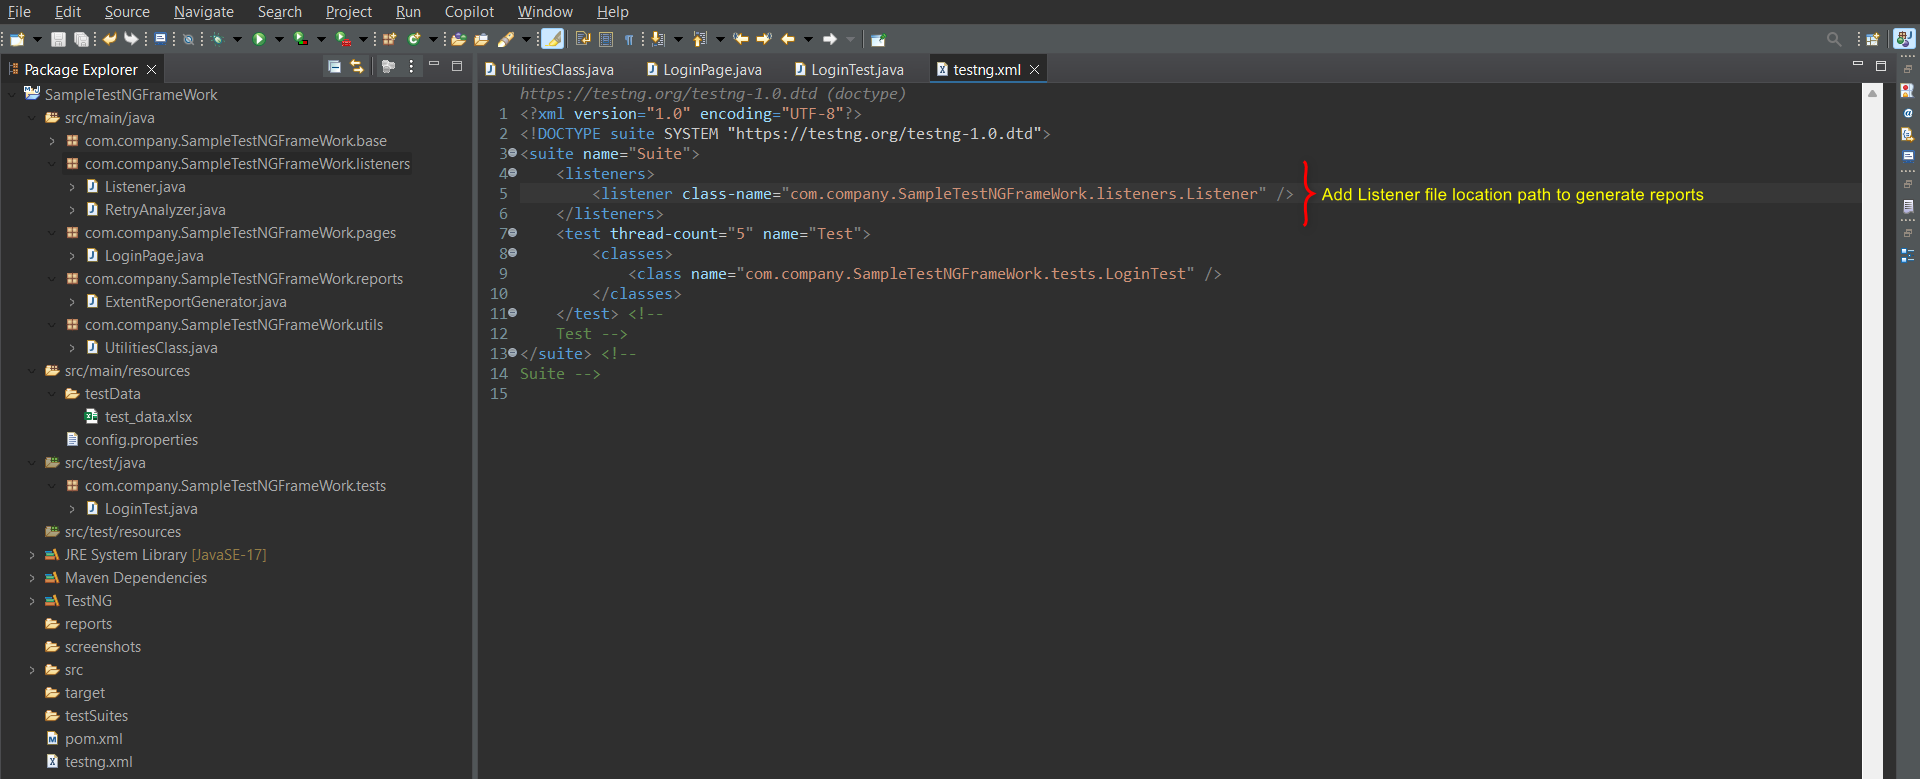 File Edit Source Navigate Search Project Run Copilot Window Help
Package Explorer
UtilitiesClass.java LoginPage.java LoginTest.java testng.xml
SampleTestNGFrameWork
src/main/java
com.company.SampleTestNGFrameWork.base
com.company.SampleTestNGFrameWork.listeners
Listener.java
RetryAnalyzer.java
com.company.SampleTestNGFrameWork.pages
LoginPage.java
com.company.SampleTestNGFrameWork.reports
ExtentReportGenerator.java
com.company.SampleTestNGFrameWork.utils
UtilitiesClass.java
src/main/resources
testData
test_data.xlsx
config.properties
src/test/java
com.company.SampleTestNGFrameWork.tests
LoginTest.java
src/test/resources
JRE System Library [JavaSE-17]
Maven Dependencies
TestNG
reports
screenshots
src
target
testSuites
pom.xml
testng.xml
https://testng.org/testng-1.0.dtd (doctype)
1 <?xml version="1.0" encoding="UTF-8"?>
2 <!DOCTYPE suite SYSTEM "https://testng.org/testng-1.0.dtd">
3 <suite name="Suite">
4 <listeners>
5 <listener class-name="com.company.SampleTestNGFrameWork.listeners.Listener" />
6 </listeners>
7 <test thread-count="5" name="Test">
8 <classes>
9 <class name="com.company.SampleTestNGFrameWork.tests.LoginTest" />
10 </classes>
11 </test> <!--
12 Test -->
13 </suite> <!--
14 Suite -->
15
Add Listener file location path to generate reports